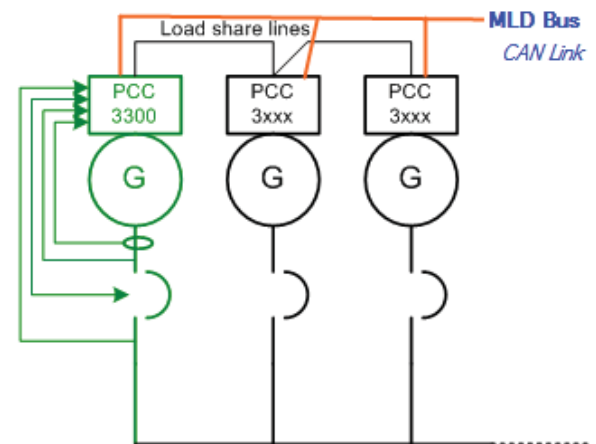 MLD Bus
Load share lines
CAN Link
PCC
3300
PCC
3xxx
PCC
3xxx
G
G
G